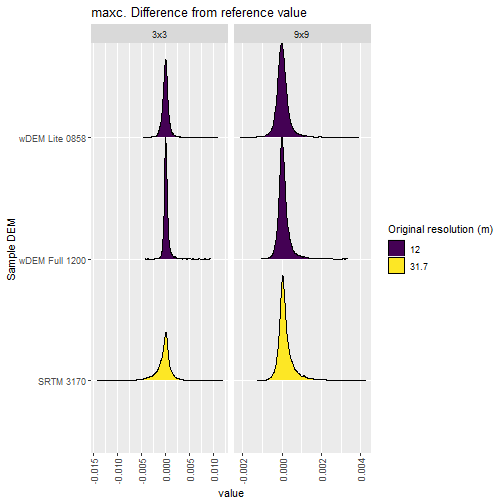 maxc. Difference from reference value
3x3
9x9
wDEM Lite 0858
wDEM Full 1200
SRTM 3170
Sample DEM
-0.015
-0.010
-0.005
0.000
0.005
0.010
-0.002
0.000
0.002
0.004
value
Original resolution (m)
12
31.7